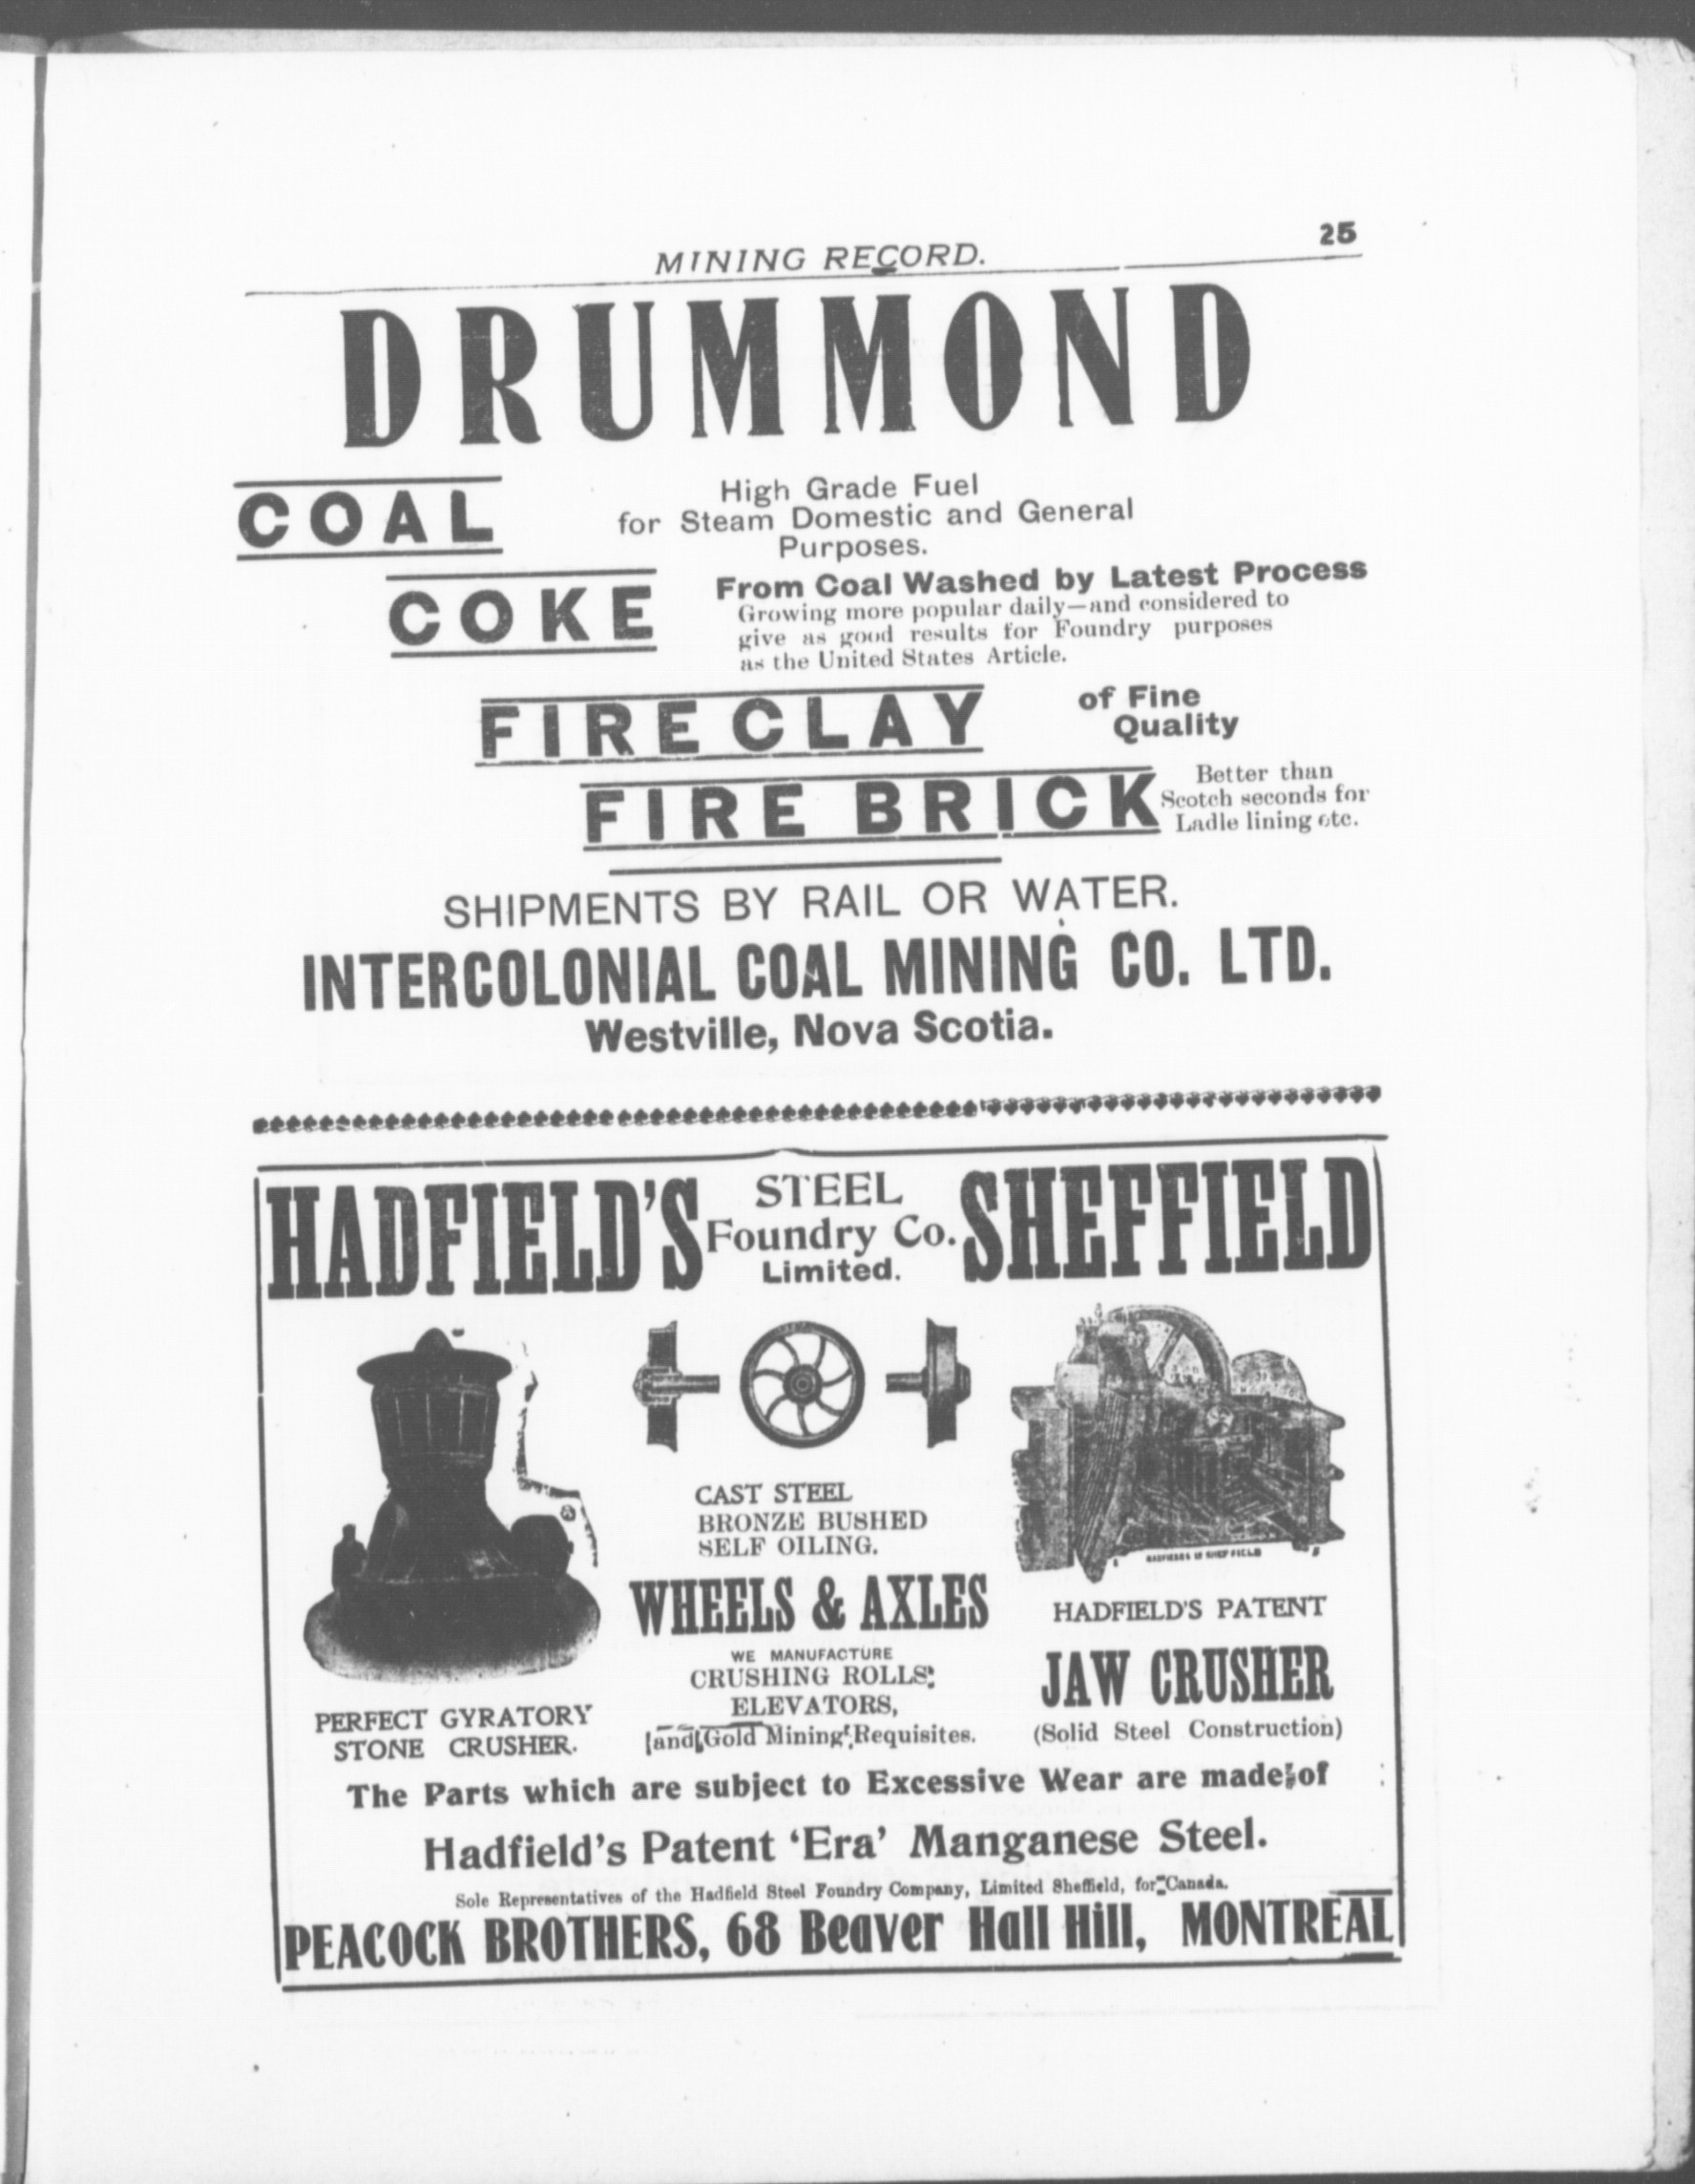 MINING RECORD. 25
DRUMMOND
COAL
High Grade Fuel
for Steam Domestic and General
Purposes.
COKE
From Coal Washed by Latest Process
Growing more popular daily—and considered to
give as good results for Foundry purposes
as the United States Article.
FIRECLAY
of Fine
Quality
FIRE BRICK
Better than
Scotch seconds for
Ladle lining etc.
SHIPMENTS BY RAIL OR WATER.
INTERCOLONIAL COAL MINING CO. LTD.
Westville, Nova Scotia.
HADFIELD'S STEEL Foundry Co. Limited. SHEFFIELD
HADFIELDS LD SHEFFIELD
CAST STEEL
BRONZE BUSHED
SELF OILING.
WHEELS & AXLES
WE MANUFACTURE
CRUSHING ROLLS,
ELEVATORS,
and Gold Mining Requisites.
PERFECT GYRATORY
STONE CRUSHER.
HADFIELD'S PATENT
JAW CRUSHER
(Solid Steel Construction)
The Parts which are subject to Excessive Wear are made of
Hadfield's Patent 'Era' Manganese Steel.
Sole Representatives of the Hadfield Steel Foundry Company, Limited Sheffield, for Canada.
PEACOCK BROTHERS, 68 Beaver Hall Hill, MONTREAL